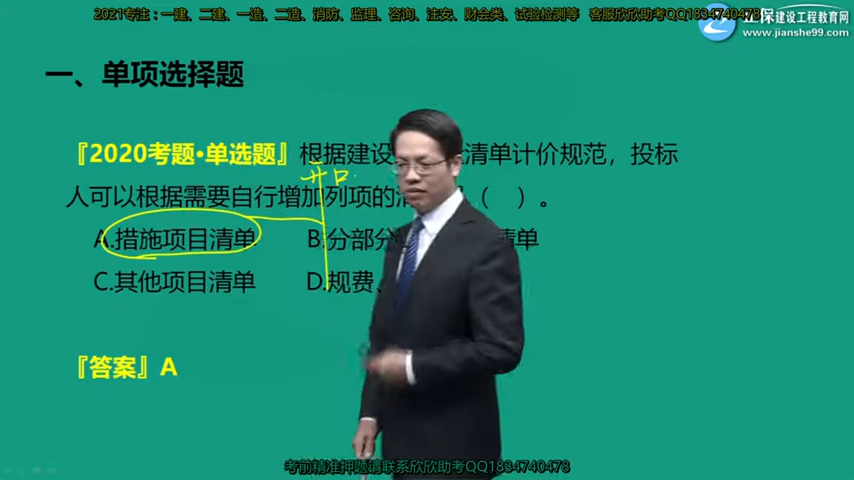 2021专注：一建、二建、一造、二造、消防、监理、咨询、注安、财会类、试验检测等 客服欣欣助考QQ1834740478
正保建设工程教育网
www.jianshe99.com
一、单项选择题
『2020考题·单选题』根据建设 清单计价规范，投标
开口
人可以根据需要自行增加列项的清 （ ）。
A.措施项目清单 B.分部分 清单
C.其他项目清单 D.规费、
『答案』A
考前精准押题请联系欣欣助考QQ1834740478